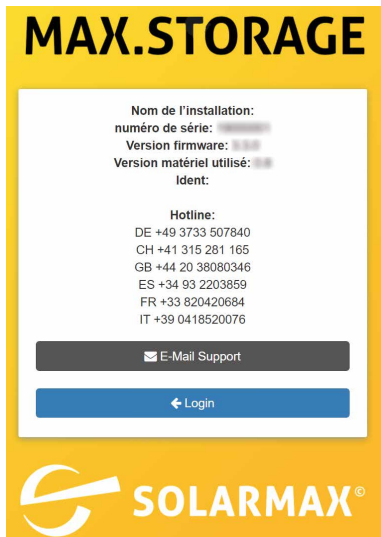 MAX.STORAGE
Nom de l'installation:
numéro de série:
Version firmware:
Version matériel utilisé:
Ident:
Hotline:
DE +49 3733 507840
CH +41 315 281 165
GB +44 20 38080346
ES +34 93 2203859
FR +33 820420684
IT +39 0418520076
E-Mail Support
Login
SOLARMAX©